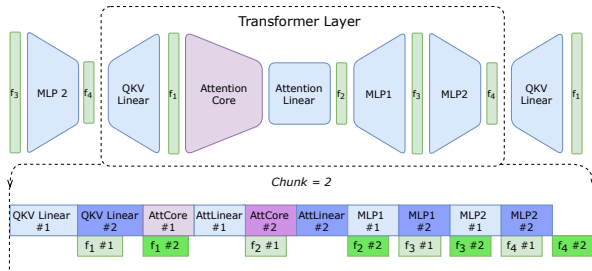 Transformer Layer
f3
MLP 2
f4
QKV
Linear
f1
Attention
Core
Attention
Linear
f2
MLP1
f3
MLP2
f4
QKV
Linear
f1
Chunk = 2
QKV Linear
#1
QKV Linear
#2
AttCore
#1
AttLinear
#1
AttCore
#2
AttLinear
#2
MLP1
#1
MLP1
#2
MLP2
#1
MLP2
#2
f1 #1
f1 #2
f2 #1
f2 #2
f3 #1
f3 #2
f4 #1
f4 #2